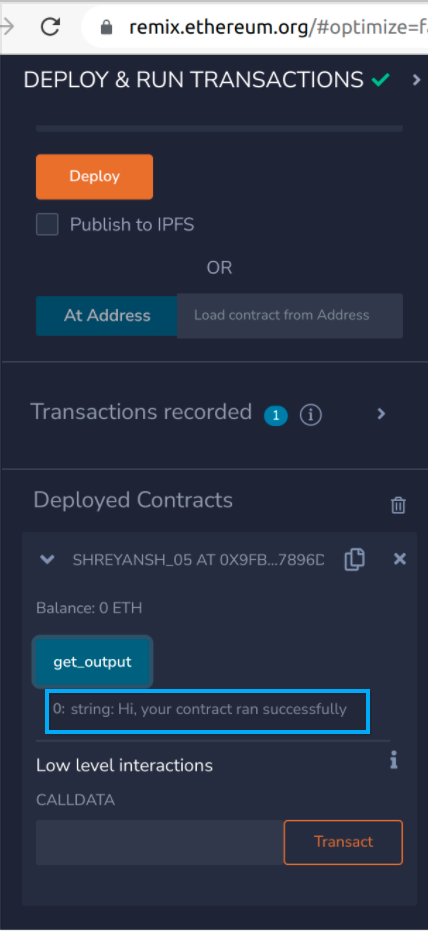 remix.ethereum.org/#optimize=fa
DEPLOY & RUN TRANSACTIONS
Deploy
Publish to IPFS
OR
At Address
Load contract from Address
Transactions recorded 1
Deployed Contracts
SHREYANSH_05 AT 0X9FB...7896D
Balance: 0 ETH
get_output
0: string: Hi, your contract ran successfully
Low level interactions
CALLDATA
Transact